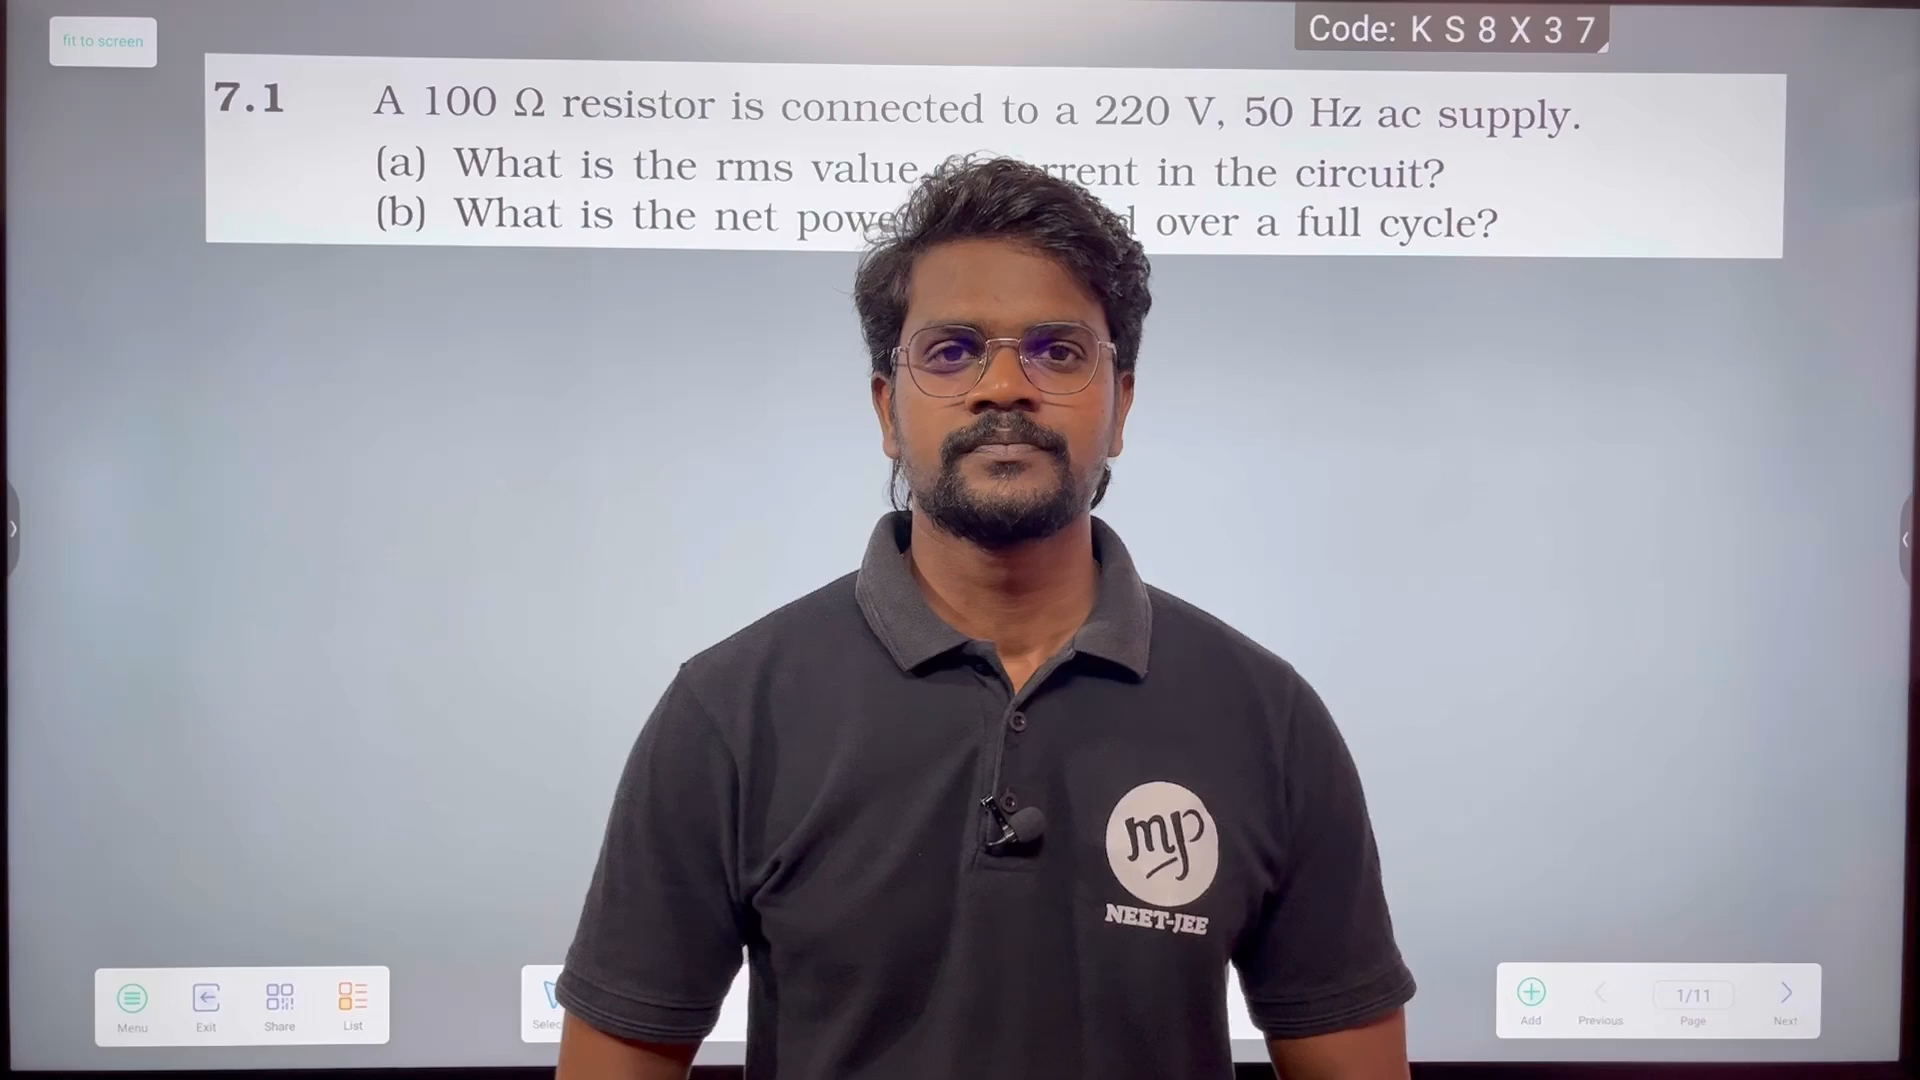 fit to screen
Code: K S 8 X 3 7
7.1 A 100 Ω resistor is connected to a 220 V, 50 Hz ac supply.
(a) What is the rms value in the circuit?
(b) What is the net over a full cycle?
mp
NEET-JEE
Menu Exit Share List
Add Previous 1/11 Page Next